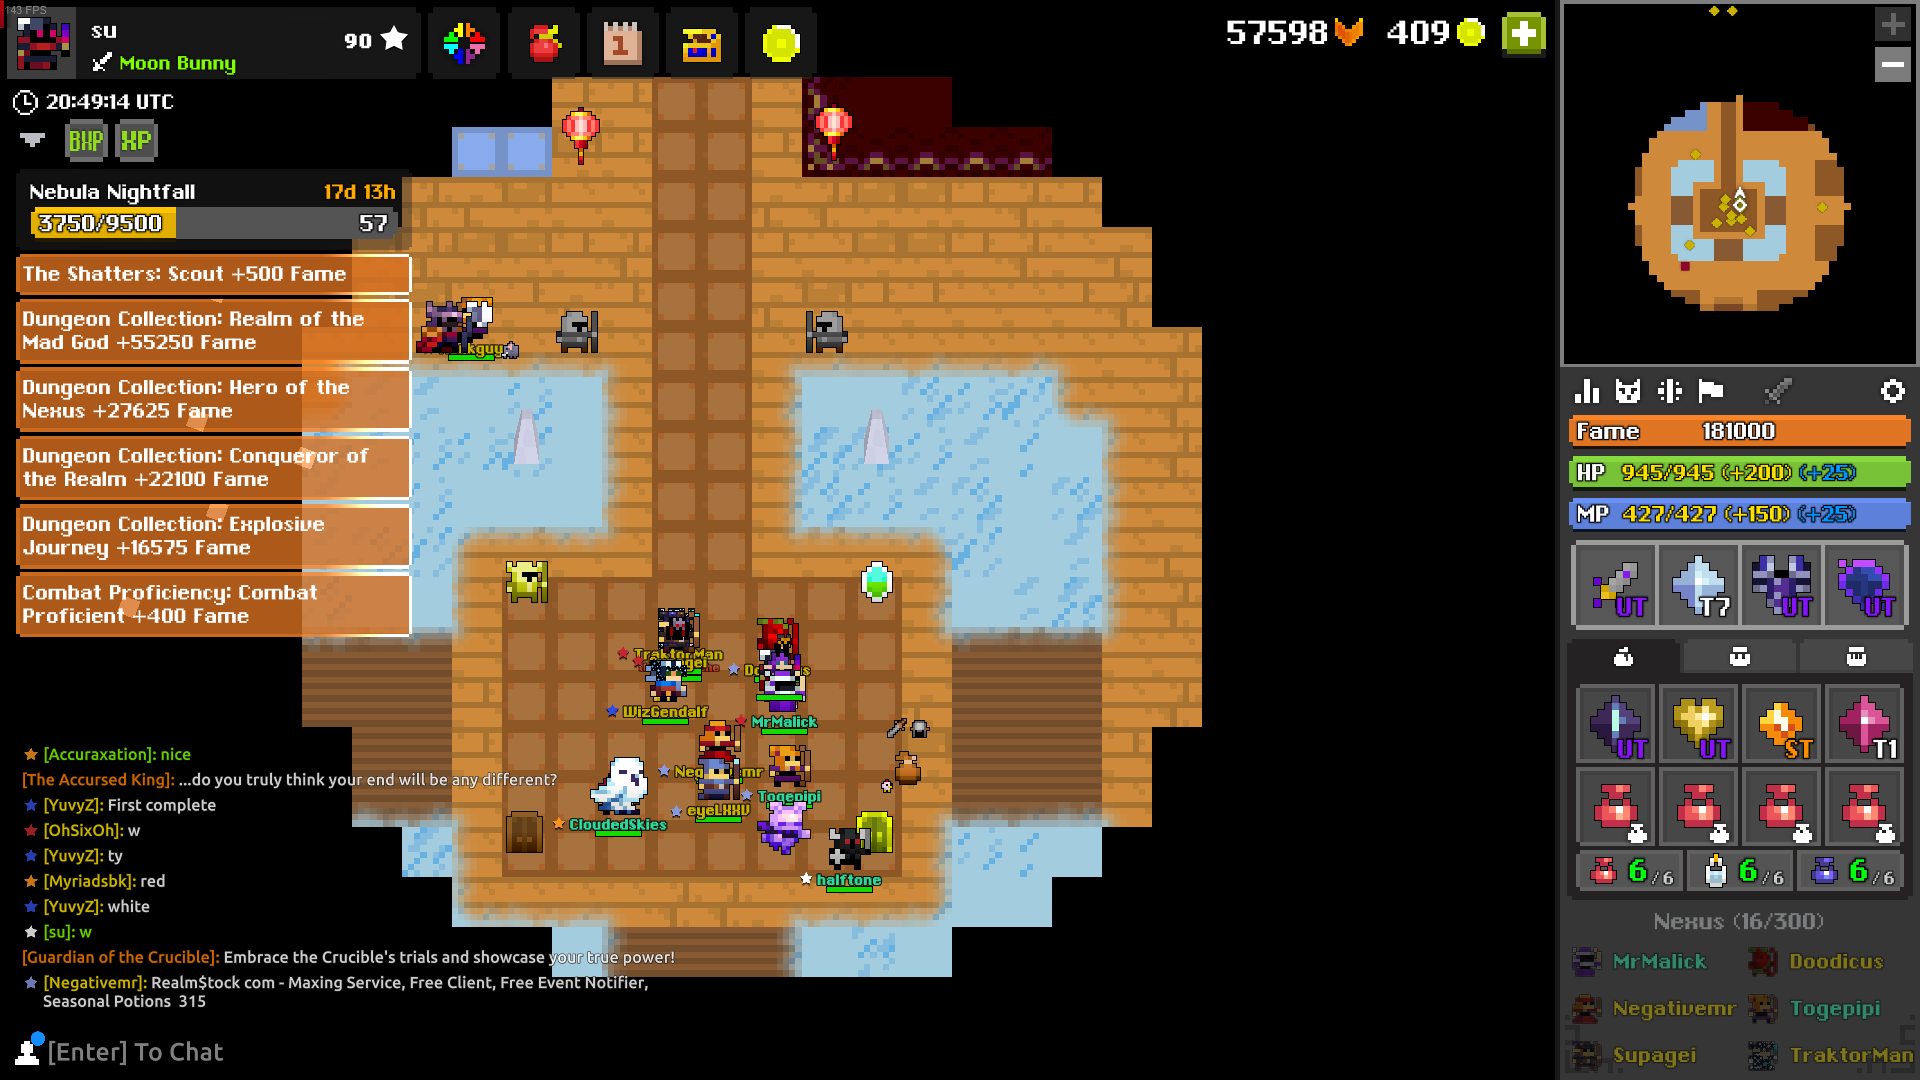 143 FPS
su
90
Moon Bunny
1
57598
409
20:49:14 UTC
BXP
XP
Nebula Nightfall
17d 13h
3750/9500
57
The Shatters: Scout +500 Fame
Dungeon Collection: Realm of the
Mad God +55250 Fame
Dungeon Collection: Hero of the
Nexus +27625 Fame
Dungeon Collection: Conqueror of
the Realm +22100 Fame
Dungeon Collection: Explosive
Journey +16575 Fame
Combat Proficiency: Combat
Proficient +400 Fame
TraktorMan
WizGendalf
MrMalick
Togepipi
eyeLXXV
CloudedSkies
halftone
[Accuraxation]: nice
[The Accursed King]: ...do you truly think your end will be any different?
[YuvyZ]: First complete
[OhSixOh]: w
[YuvyZ]: ty
[Myriadsbk]: red
[YuvyZ]: white
[su]: w
[Guardian of the Crucible]: Embrace the Crucible's trials and showcase your true power!
[Negativemr]: Realm$tock com - Maxing Service, Free Client, Free Event Notifier,
Seasonal Potions 315
[Enter] To Chat
Fame 181000
HP 945/945 (+200) (+25)
MP 427/427 (+150) (+25)
UT T7 UT UT
UT UT ST T1
6/6 6/6 6/6
Nexus (16/300)
MrMalick Doodicus
Negativemr Togepipi
Supagei TraktorMan